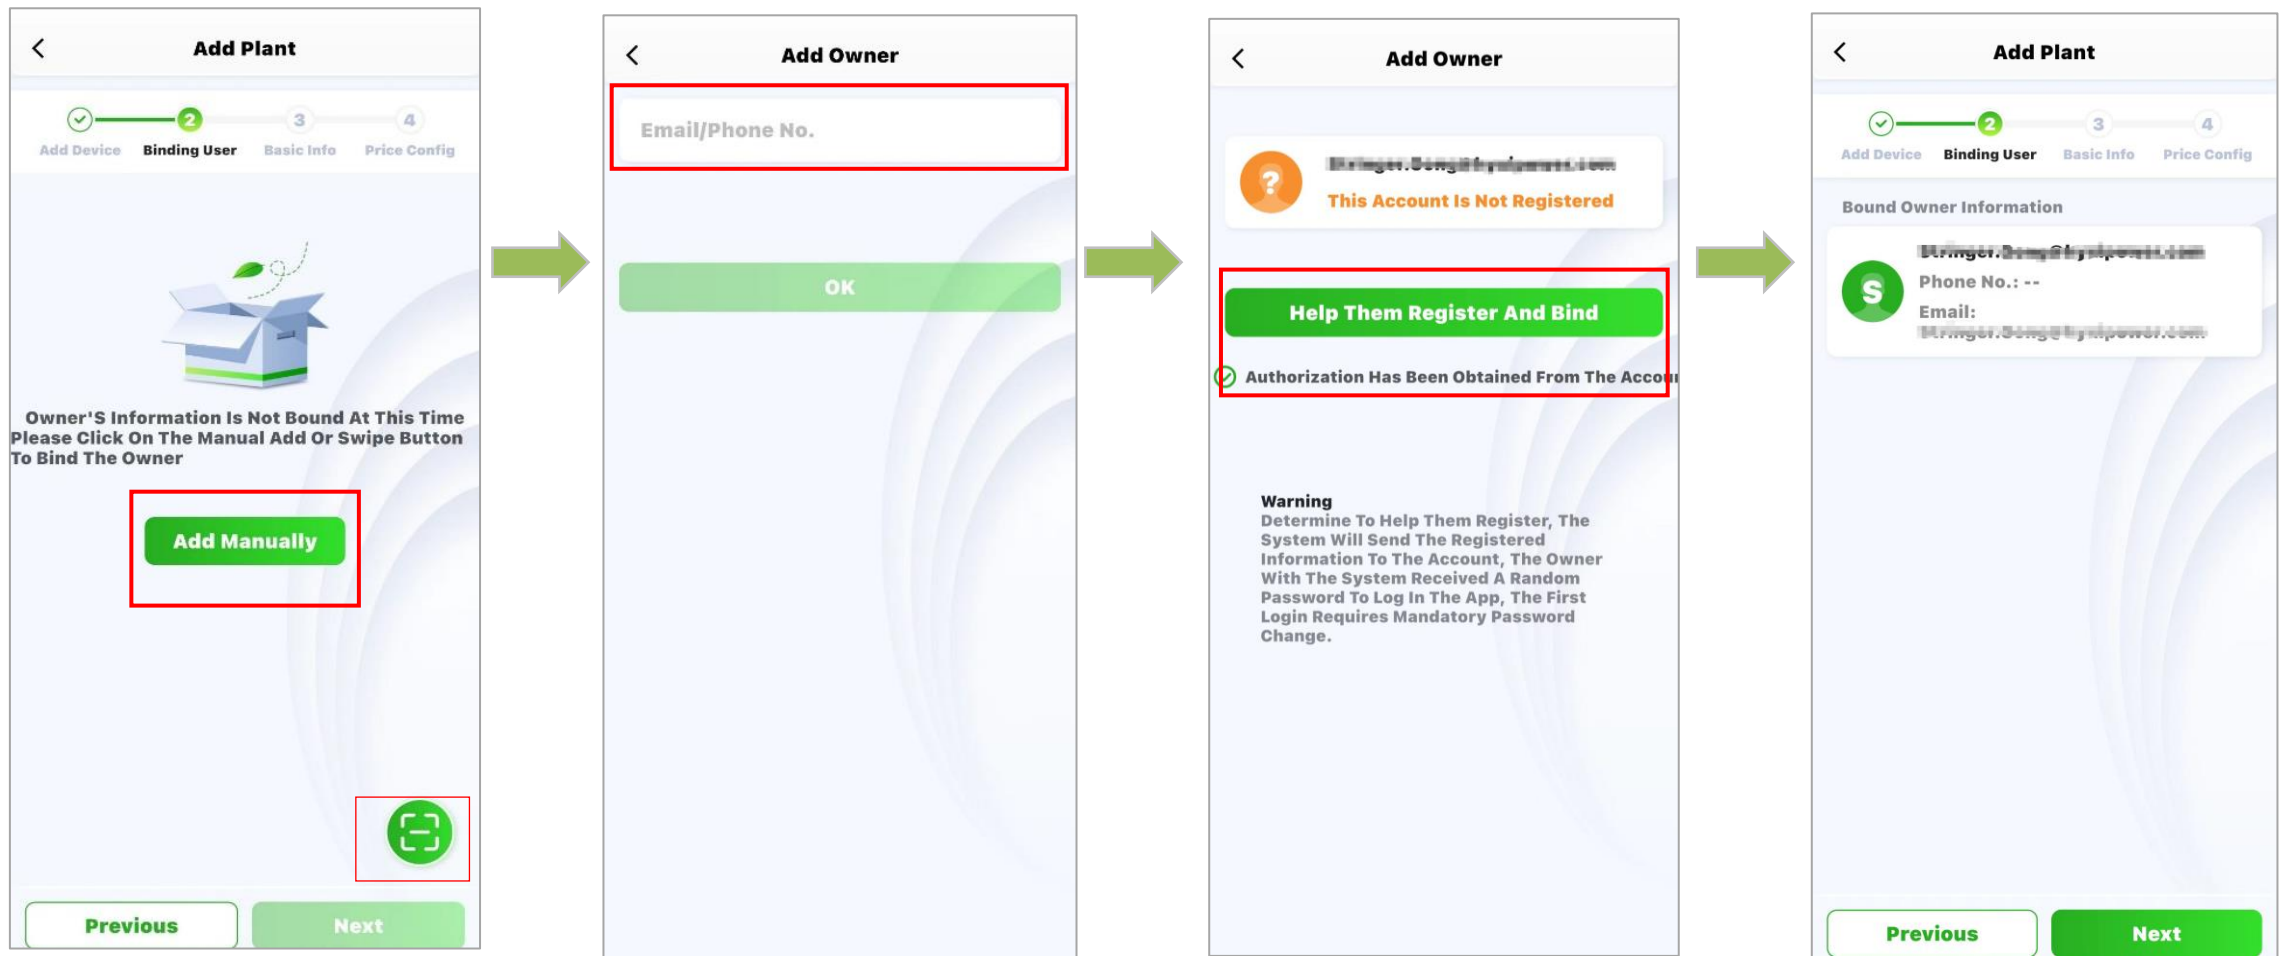 Add Plant
2
3
4
Add Device
Binding User
Basic Info
Price Config
Owner'S Information Is Not Bound At This Time
Please Click On The Manual Add Or Swipe Button
To Bind The Owner
Add Manually
Previous
Next
Add Owner
Email/Phone No.
OK
Add Owner
?
This Account Is Not Registered
Help Them Register And Bind
Authorization Has Been Obtained From The Accou
Warning
Determine To Help Them Register, The
System Will Send The Registered
Information To The Account, The Owner
With The System Received A Random
Password To Log In The App, The First
Login Requires Mandatory Password
Change.
Add Plant
2
3
4
Add Device
Binding User
Basic Info
Price Config
Bound Owner Information
S
Phone No.: --
Email:
Previous
Next